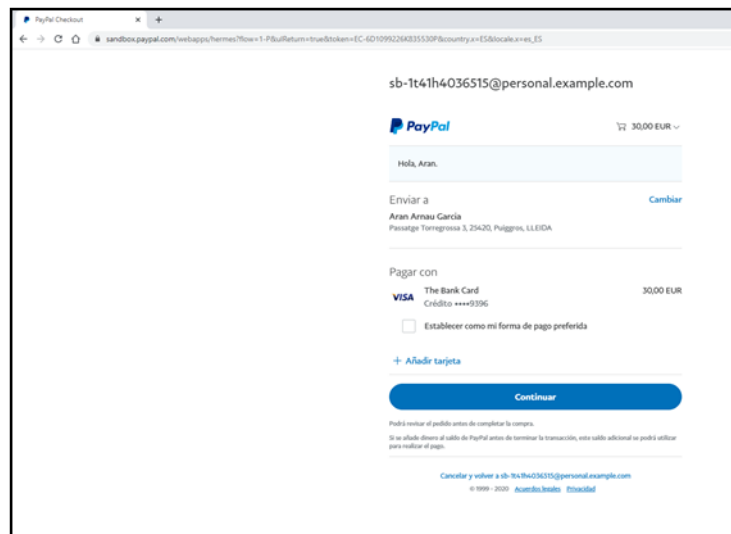 PayPal Checkout
sandbox.paypal.com/webapps/hermes?flow=1-P&ulReturn=true&token=EC-6D1099226K835530F&country.x=ES&locale.x=es_ES
sb-1t41h4036515@personal.example.com
PayPal
30,00 EUR
Hola, Aran.
Enviar a
Cambiar
Aran Arnau Garcia
Passatge Torregrossa 3, 25420, Puiggros, LLEIDA
Pagar con
VISA
The Bank Card
30,00 EUR
Crédito ••••9396
Establecer como mi forma de pago preferida
+ Añadir tarjeta
Continuar
Podrá revisar el pedido antes de completar la compra.
Si se añade dinero al saldo de PayPal antes de terminar la transacción, este saldo adicional se podrá utilizar
para realizar el pago.
Cancelar y volver a sb-1t41h4036515@personal.example.com
© 1999 - 2020 Acuerdos legales Privacidad